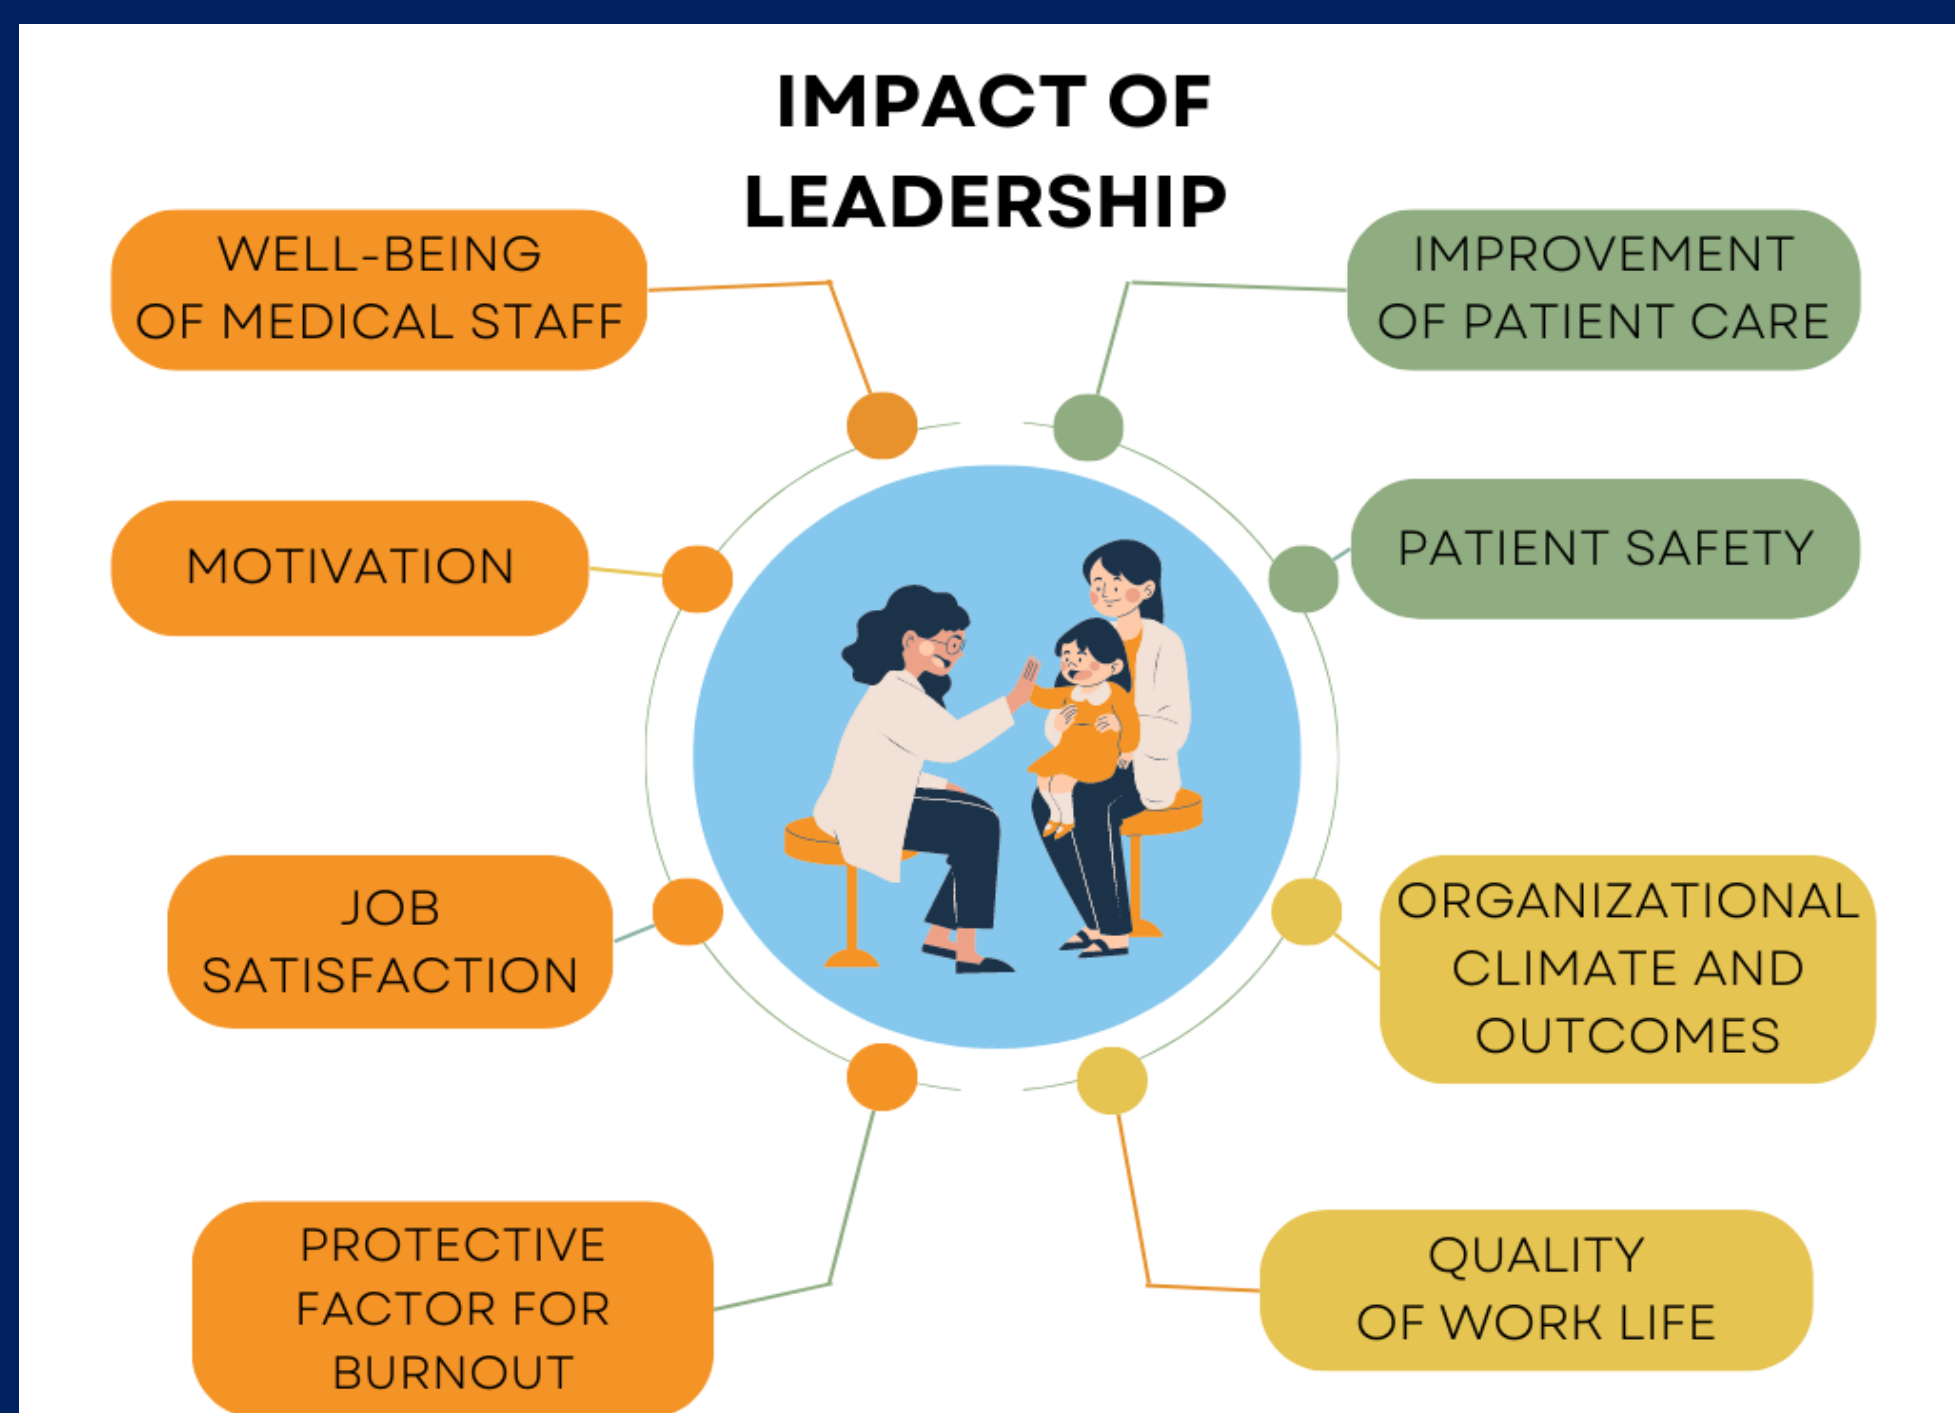 IMPACT OF
LEADERSHIP
WELL-BEING
OF MEDICAL STAFF
MOTIVATION
JOB
SATISFACTION
PROTECTIVE
FACTOR FOR
BURNOUT
IMPROVEMENT
OF PATIENT CARE
PATIENT SAFETY
ORGANIZATIONAL
CLIMATE AND
OUTCOMES
QUALITY
OF WORK LIFE